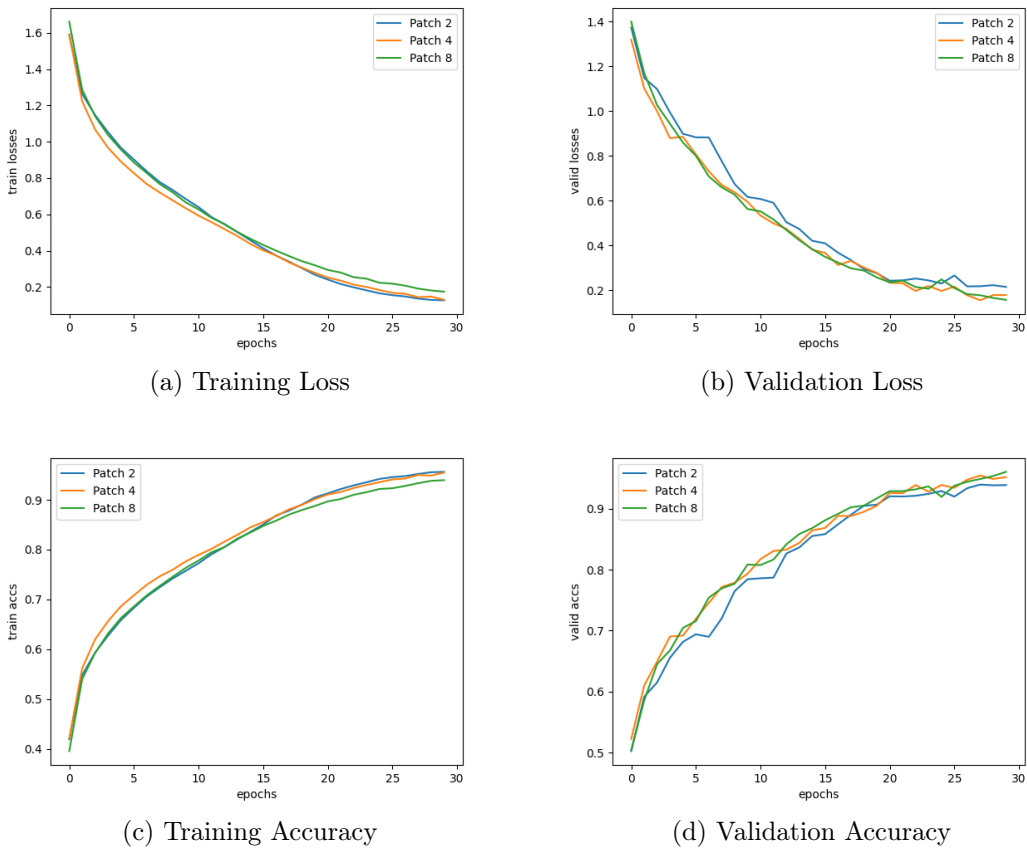 train losses
1.6
1.4
1.2
1.0
0.8
0.6
0.4
0.2
Patch 2
Patch 4
Patch 8
0 5 10 15 20 25 30
epochs
(a) Training Loss
valid losses
1.4
1.2
1.0
0.8
0.6
0.4
0.2
Patch 2
Patch 4
Patch 8
0 5 10 15 20 25 30
epochs
(b) Validation Loss
train accs
0.9
0.8
0.7
0.6
0.5
0.4
Patch 2
Patch 4
Patch 8
0 5 10 15 20 25 30
epochs
(c) Training Accuracy
valid accs
0.9
0.8
0.7
0.6
0.5
Patch 2
Patch 4
Patch 8
0 5 10 15 20 25 30
epochs
(d) Validation Accuracy